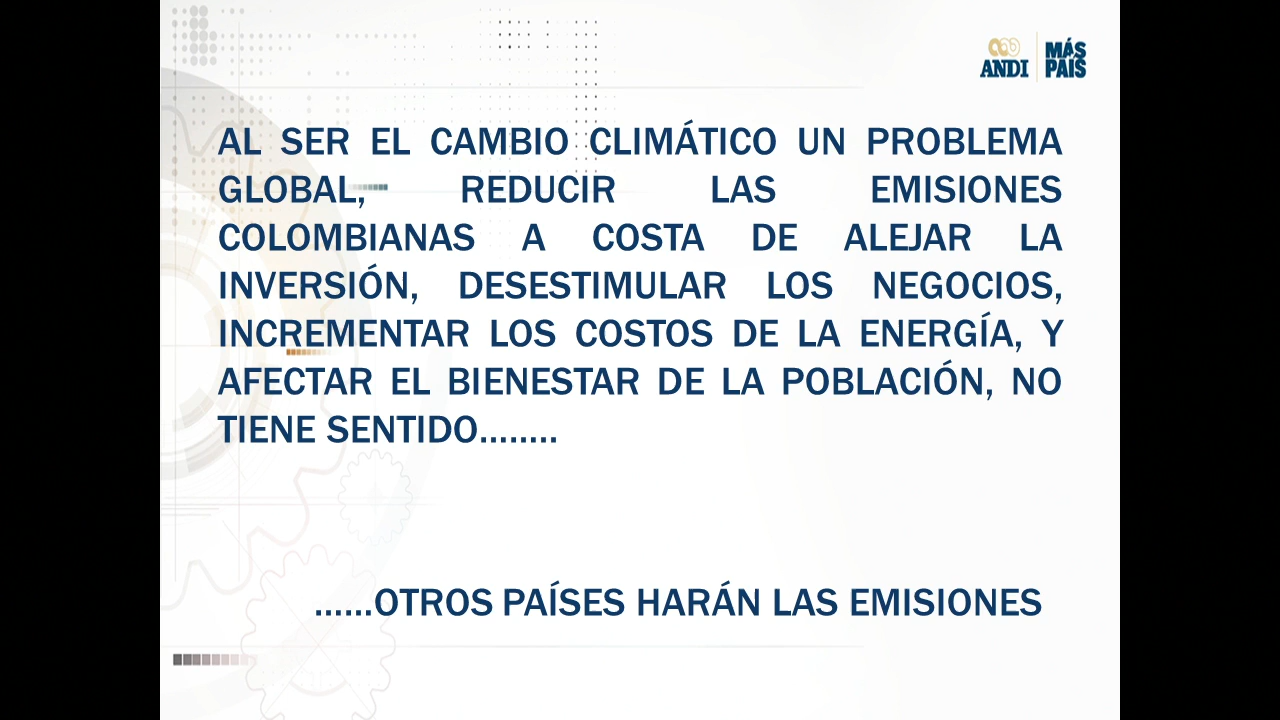 ANDI
MÁS
PAÍS
AL SER EL CAMBIO CLIMÁTICO UN PROBLEMA
GLOBAL, REDUCIR LAS EMISIONES
COLOMBIANAS A COSTA DE ALEJAR LA
INVERSIÓN, DESESTIMULAR LOS NEGOCIOS,
INCREMENTAR LOS COSTOS DE LA ENERGÍA, Y
AFECTAR EL BIENESTAR DE LA POBLACIÓN, NO
TIENE SENTIDO........
......OTROS PAÍSES HARÁN LAS EMISIONES